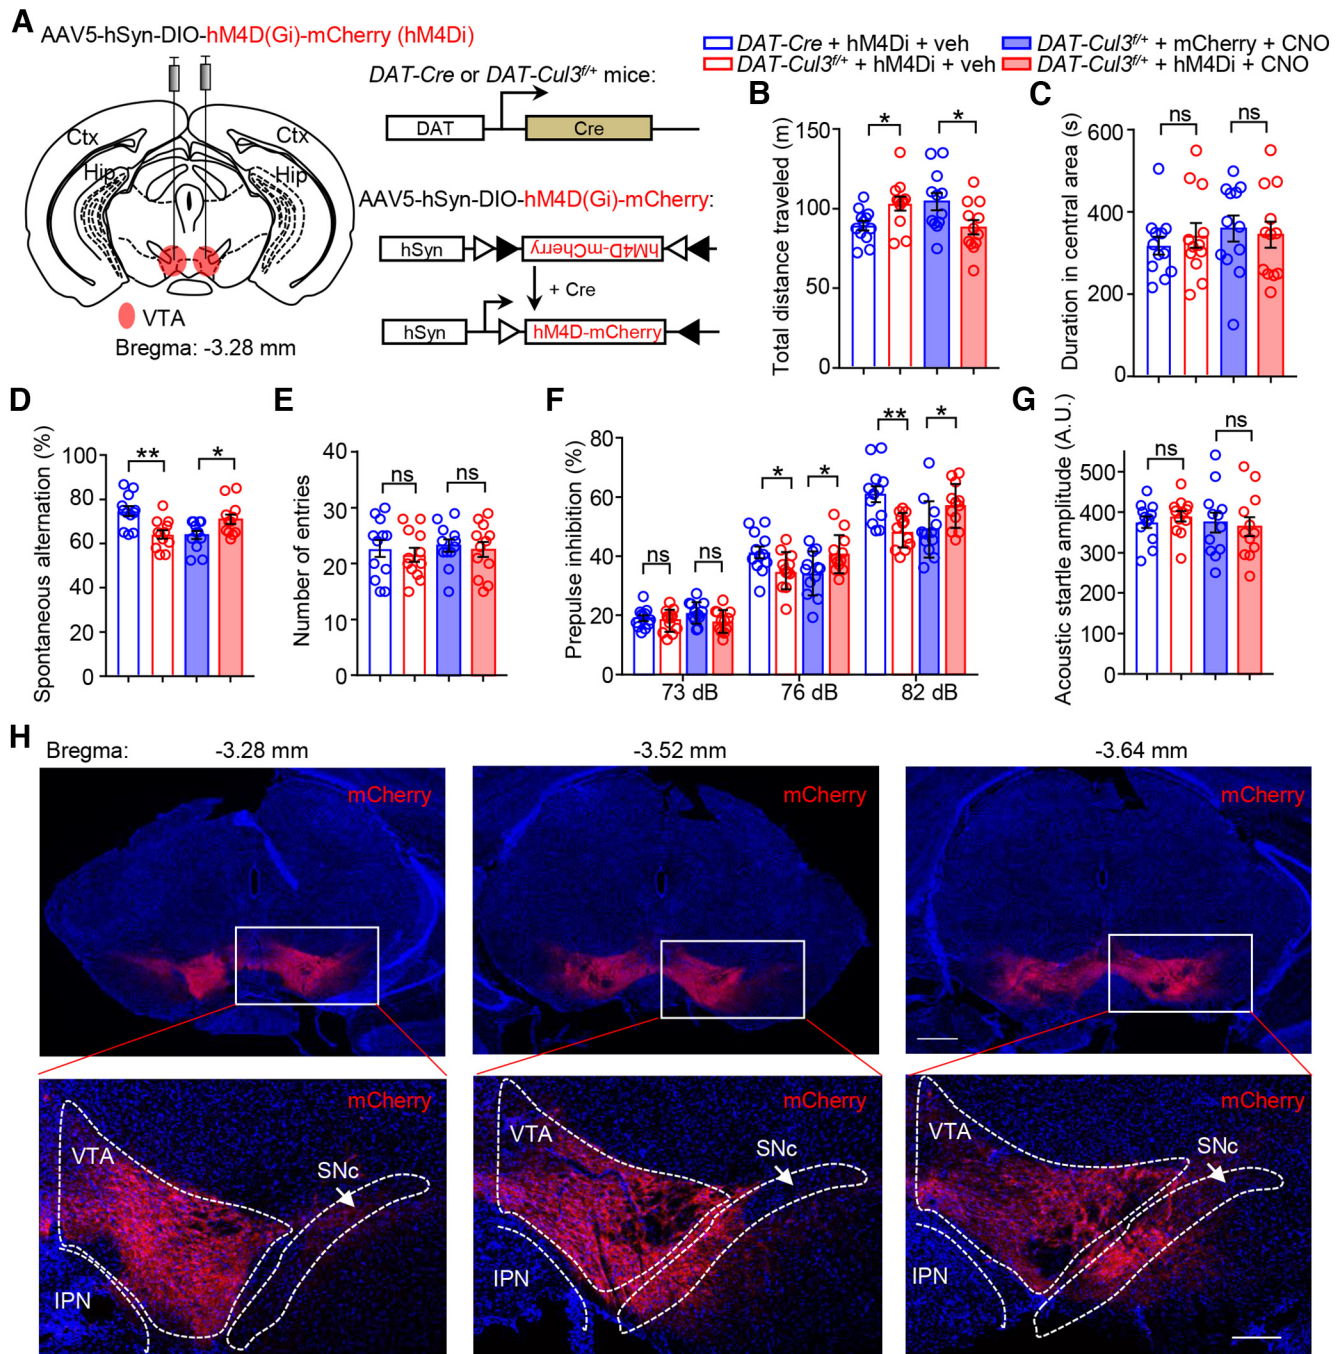 A
AAV5-hSyn-DIO-hM4D(Gi)-mCherry (hM4Di)
Ctx
Ctx
Hip
Hip
VTA
Bregma: -3.28 mm
DAT-Cre or DAT-Cul3f/+ mice:
DAT
Cre
AAV5-hSyn-DIO-hM4D(Gi)-mCherry:
hSyn
hM4D-mCherry
+ Cre
hSyn
hM4D-mCherry
DAT-Cre + hM4Di + veh
DAT-Cul3f/+ + mCherry + CNO
DAT-Cul3f/+ + hM4Di + veh
DAT-Cul3f/+ + hM4Di + CNO
B
Total distance traveled (m)
150
100
50
0
*
*
C
Duration in central area (s)
600
400
200
0
ns
ns
D
Spontaneous alternation (%)
100
80
60
40
20
0
**
*
E
Number of entries
40
30
20
10
0
ns
ns
F
Prepulse inhibition (%)
80
60
40
20
0
ns
ns
*
*
**
*
73 dB
76 dB
82 dB
G
Acoustic startle amplitude (A.U.)
500
400
300
200
100
0
ns
ns
H
Bregma:
-3.28 mm
-3.52 mm
-3.64 mm
mCherry
mCherry
mCherry
mCherry
VTA
SNc
IPN
mCherry
VTA
SNc
IPN
mCherry
VTA
SNc
IPN